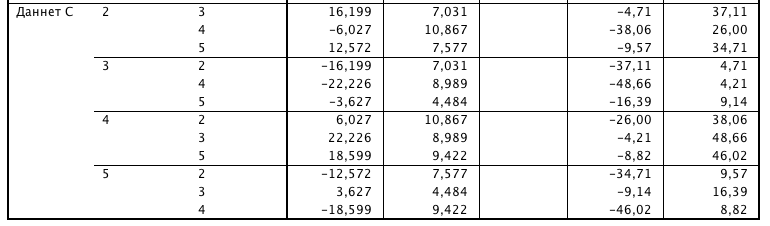 Даннет С 2 3 16,199 7,031 -4,71 37,11
4 -6,027 10,867 -38,06 26,00
5 12,572 7,577 -9,57 34,71
3 2 -16,199 7,031 -37,11 4,71
4 -22,226 8,989 -48,66 4,21
5 -3,627 4,484 -16,39 9,14
4 2 6,027 10,867 -26,00 38,06
3 22,226 8,989 -4,21 48,66
5 18,599 9,422 -8,82 46,02
5 2 -12,572 7,577 -34,71 9,57
3 3,627 4,484 -9,14 16,39
4 -18,599 9,422 -46,02 8,82